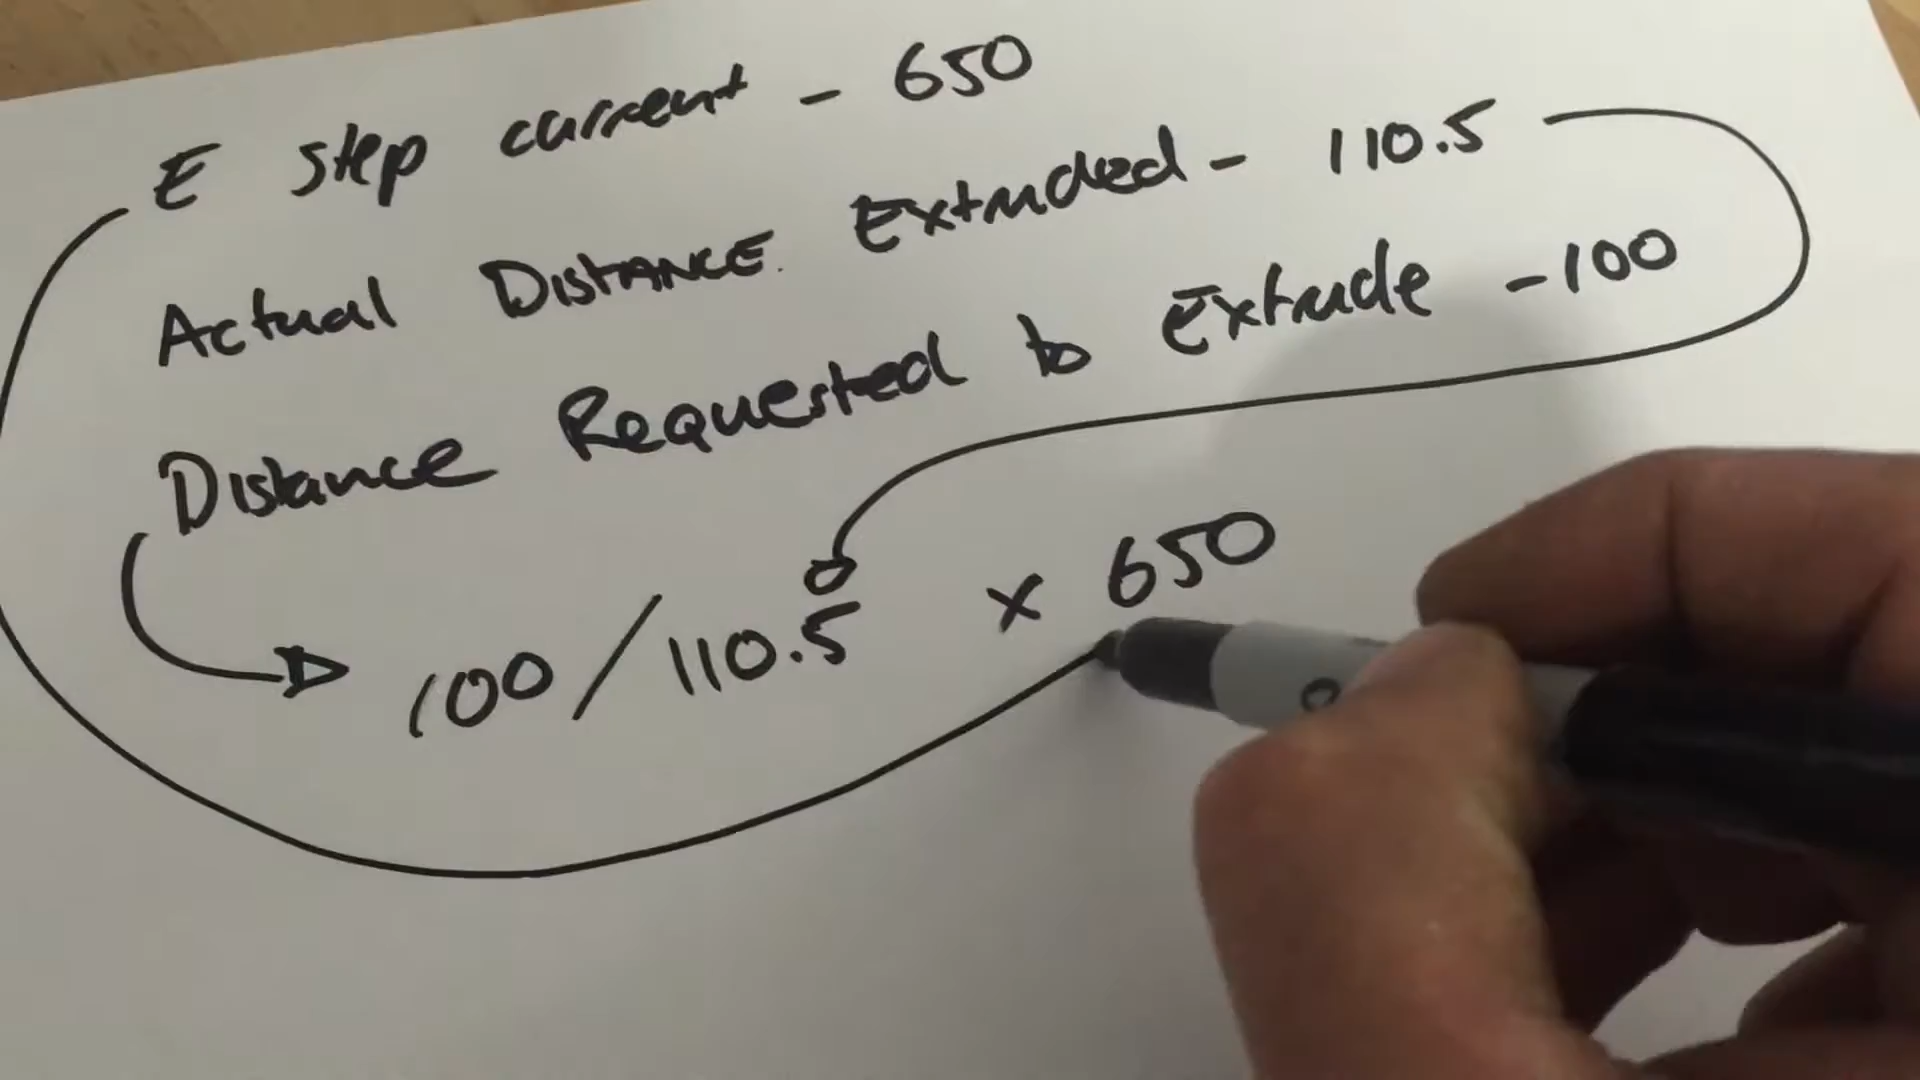 E step current - 650
Actual Distance. Extruded - 110.5
Distance Requested to Extrude - 100
100/110.5 x 650